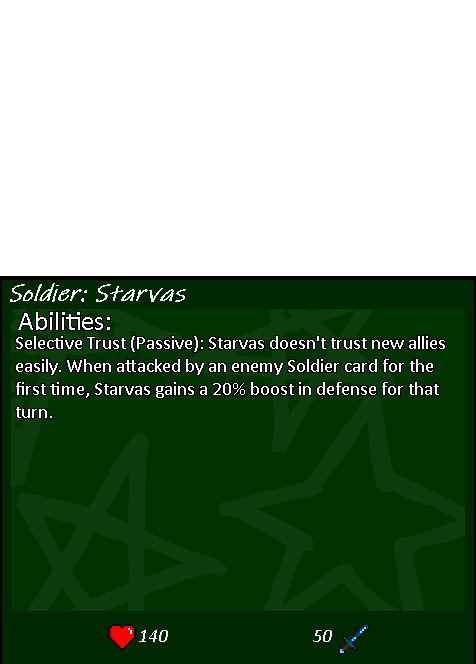 Soldier: Starvas
Abilities:
Selective Trust (Passive): Starvas doesn't trust new allies
easily. When attacked by an enemy Soldier card for the
first time, Starvas gains a 20% boost in defense for that
turn.
140
50